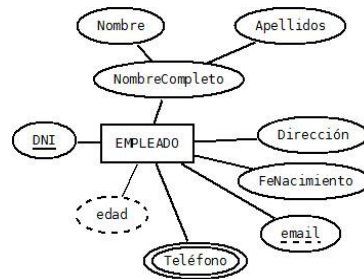 Nombre
Apellidos
NombreCompleto
DNI
EMPLEADO
Dirección
FeNacimiento
edad
email
Teléfono